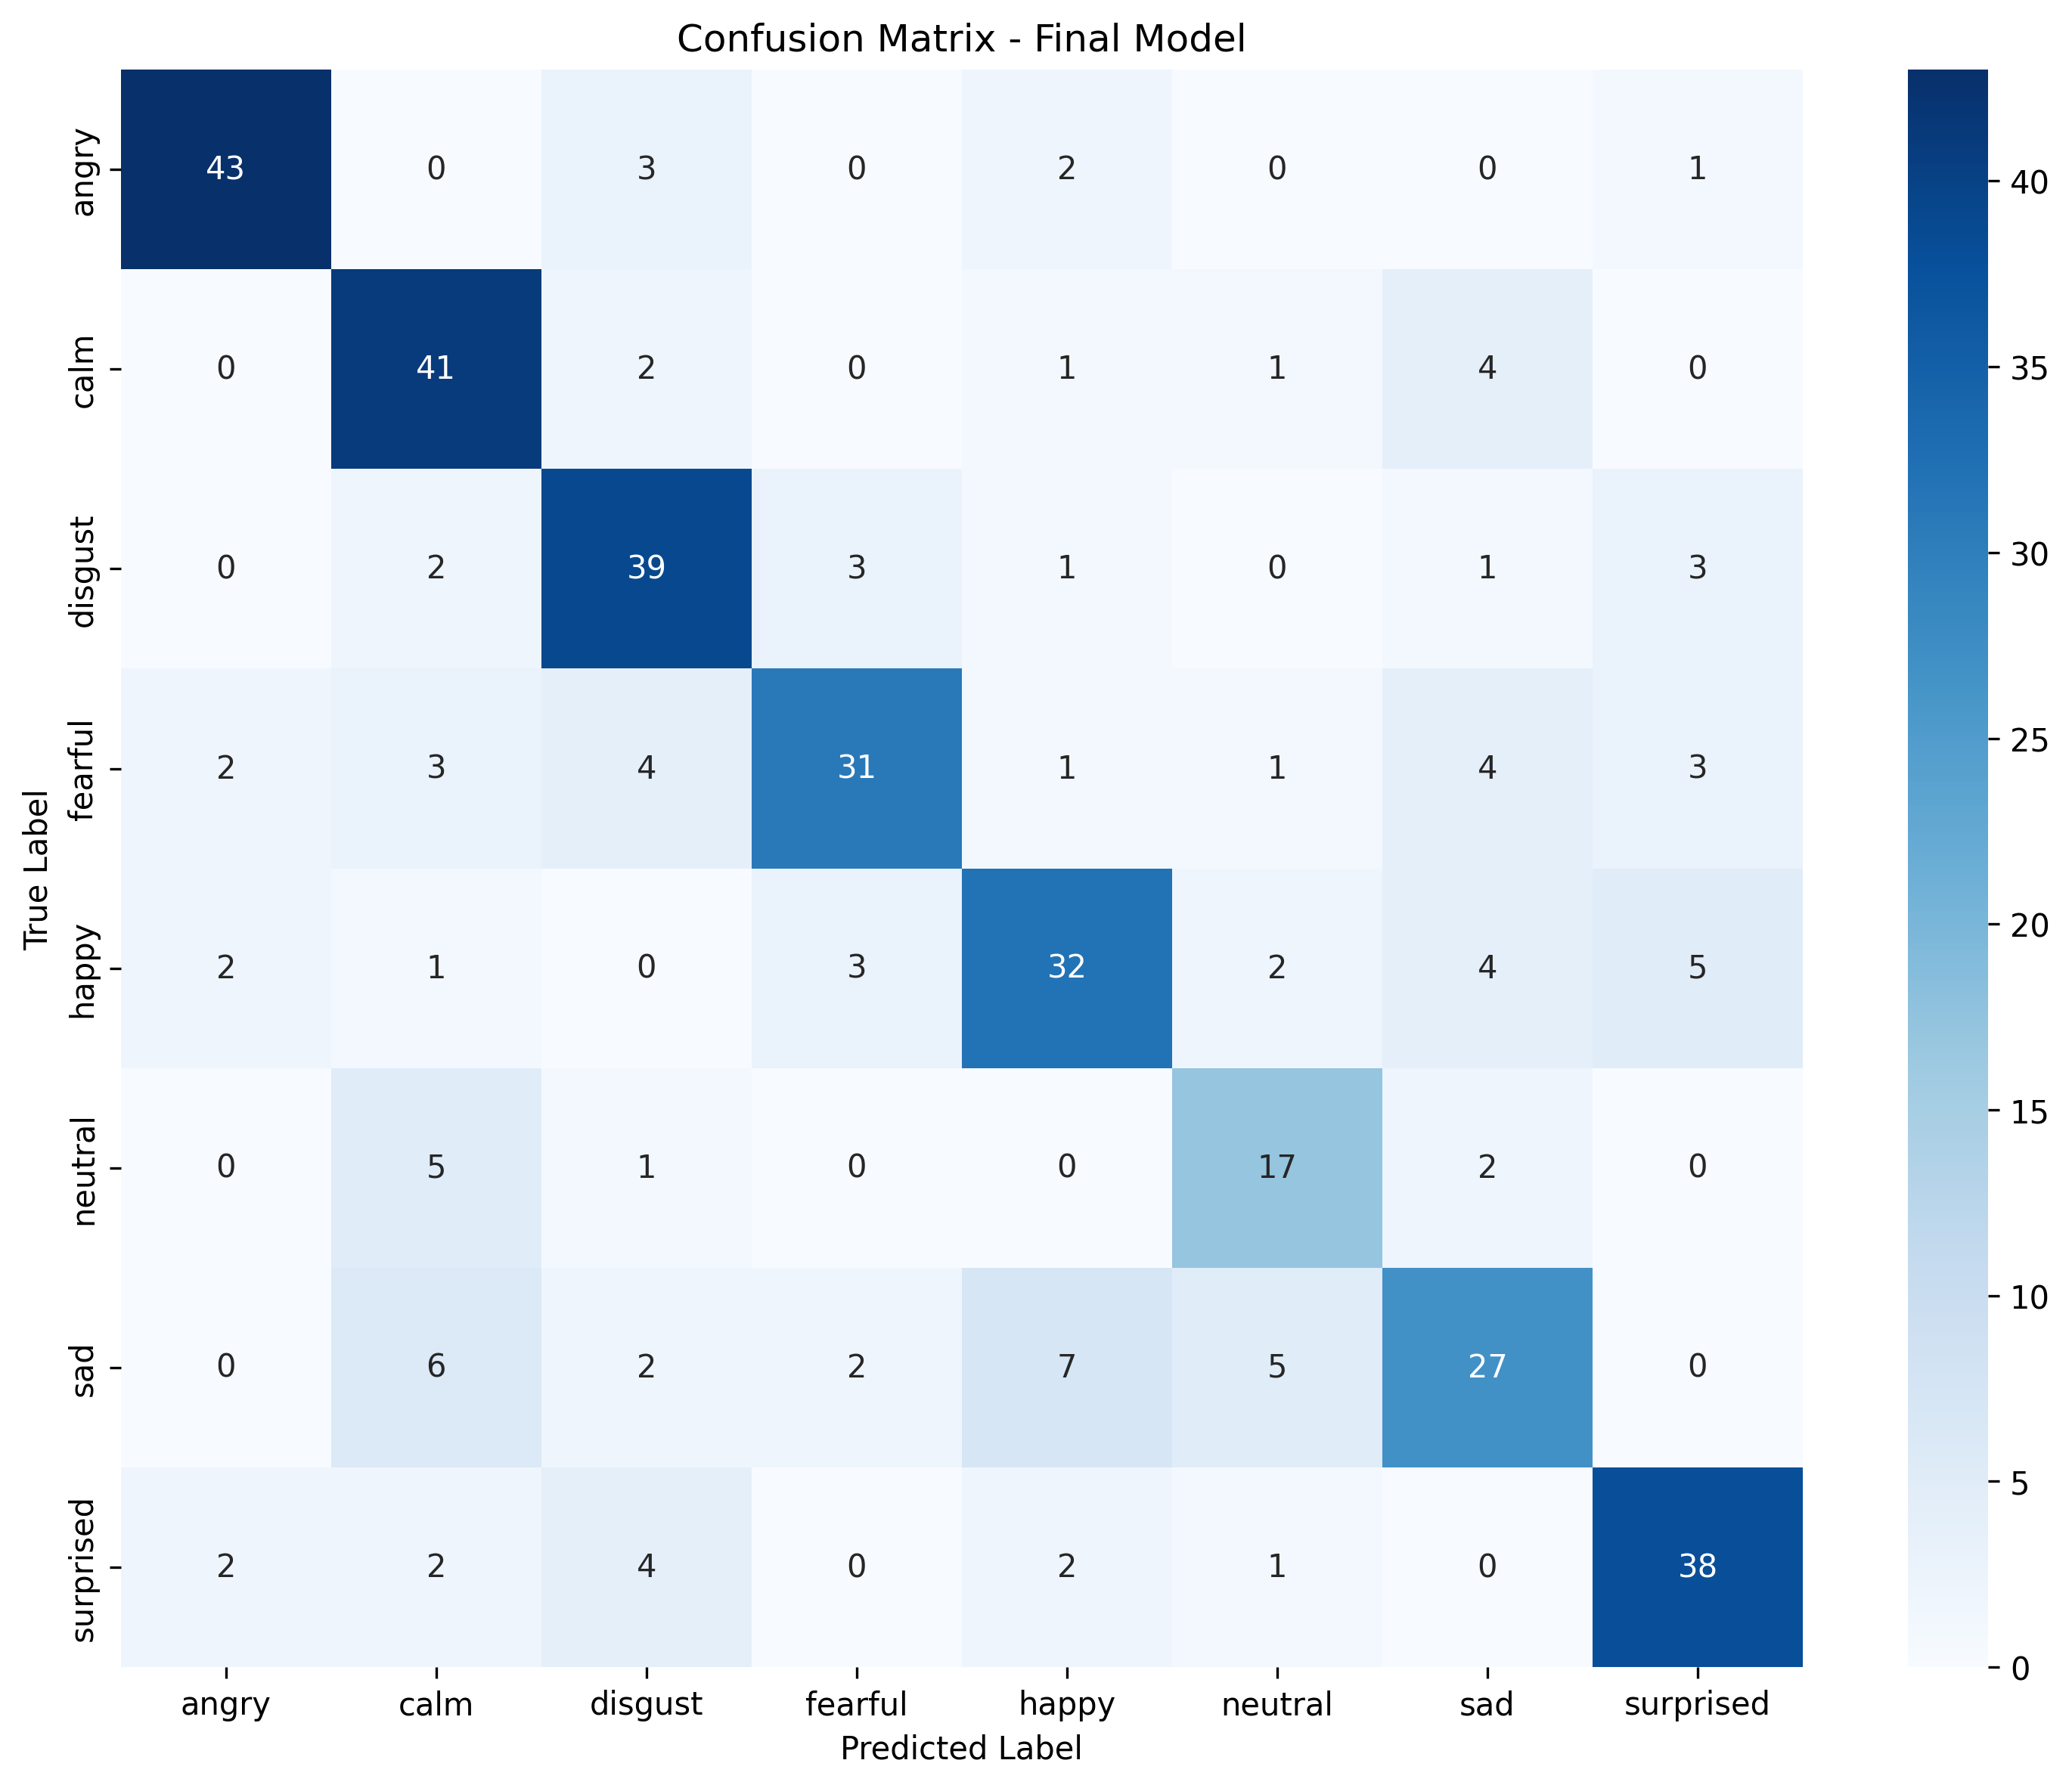 Confusion Matrix - Final Model
True Label
angry 43 0 3 0 2 0 0 1
calm 0 41 2 0 1 1 4 0
disgust 0 2 39 3 1 0 1 3
fearful 2 3 4 31 1 1 4 3
happy 2 1 0 3 32 2 4 5
neutral 0 5 1 0 0 17 2 0
sad 0 6 2 2 7 5 27 0
surprised 2 2 4 0 2 1 0 38
angry calm disgust fearful happy neutral sad surprised
Predicted Label
40
35
30
25
20
15
10
5
0